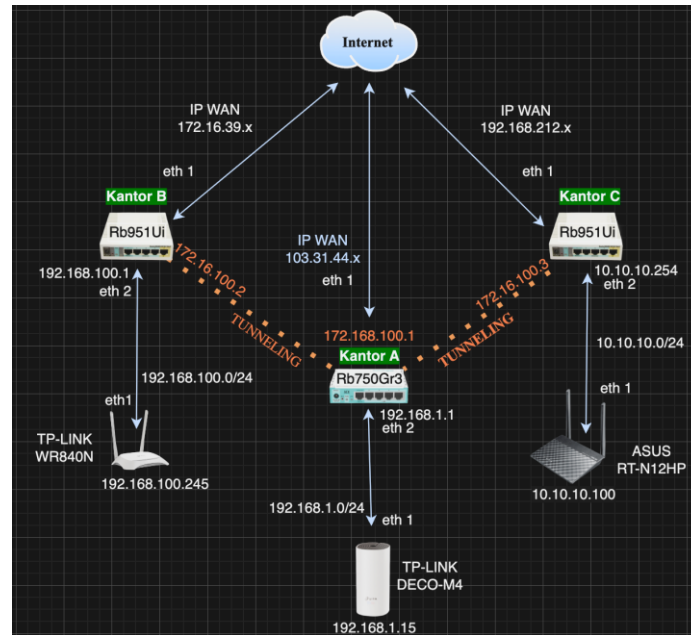 Internet
IP WAN
172.16.39.x
IP WAN
192.168.212.x
eth 1
eth 1
Kantor B
Kantor C
Rb951Ui
Rb951Ui
IP WAN
103.31.44.x
eth 1
192.168.100.1
eth 2
172.16.100.2
TUNNELING
172.16.100.3
TUNNELING
10.10.10.254
eth 2
172.168.100.1
Kantor A
Rb750Gr3
192.168.1.1
eth 2
192.168.100.0/24
eth1
10.10.10.0/24
eth 1
TP-LINK
WR840N
192.168.100.245
ASUS
RT-N12HP
10.10.10.100
192.168.1.0/24
eth 1
TP-LINK
DECO-M4
192.168.1.15